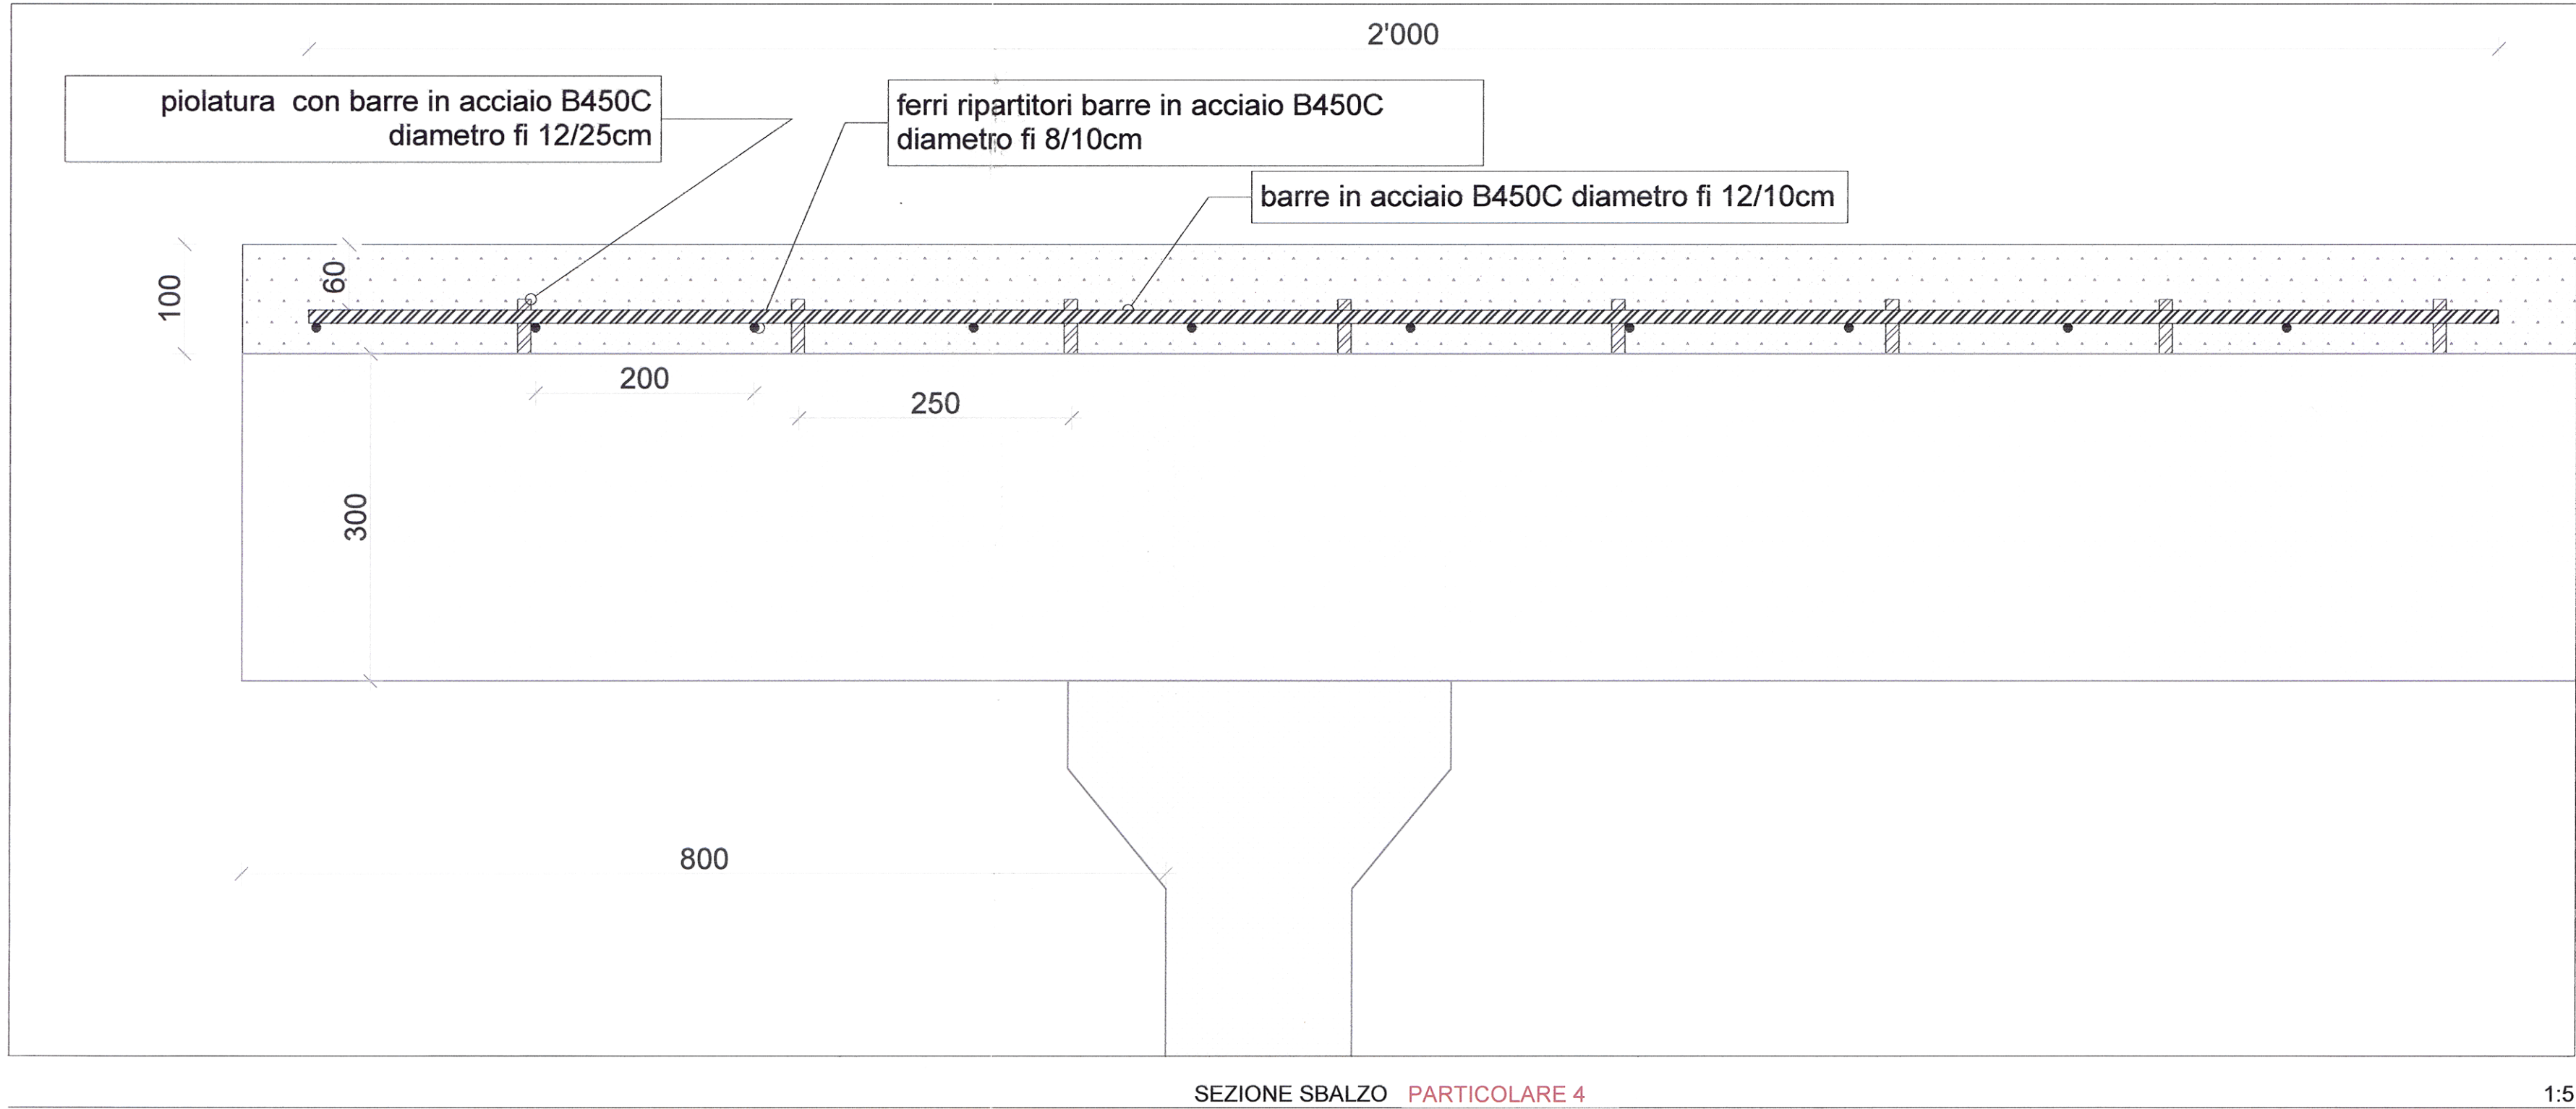 2'000
piolatura con barre in acciaio B450C
diametro fi 12/25cm
ferri ripartitori barre in acciaio B450C
diametro fi 8/10cm
barre in acciaio B450C diametro fi 12/10cm
100
60
200
250
300
800
SEZIONE SBALZO PARTICOLARE 4
1:5